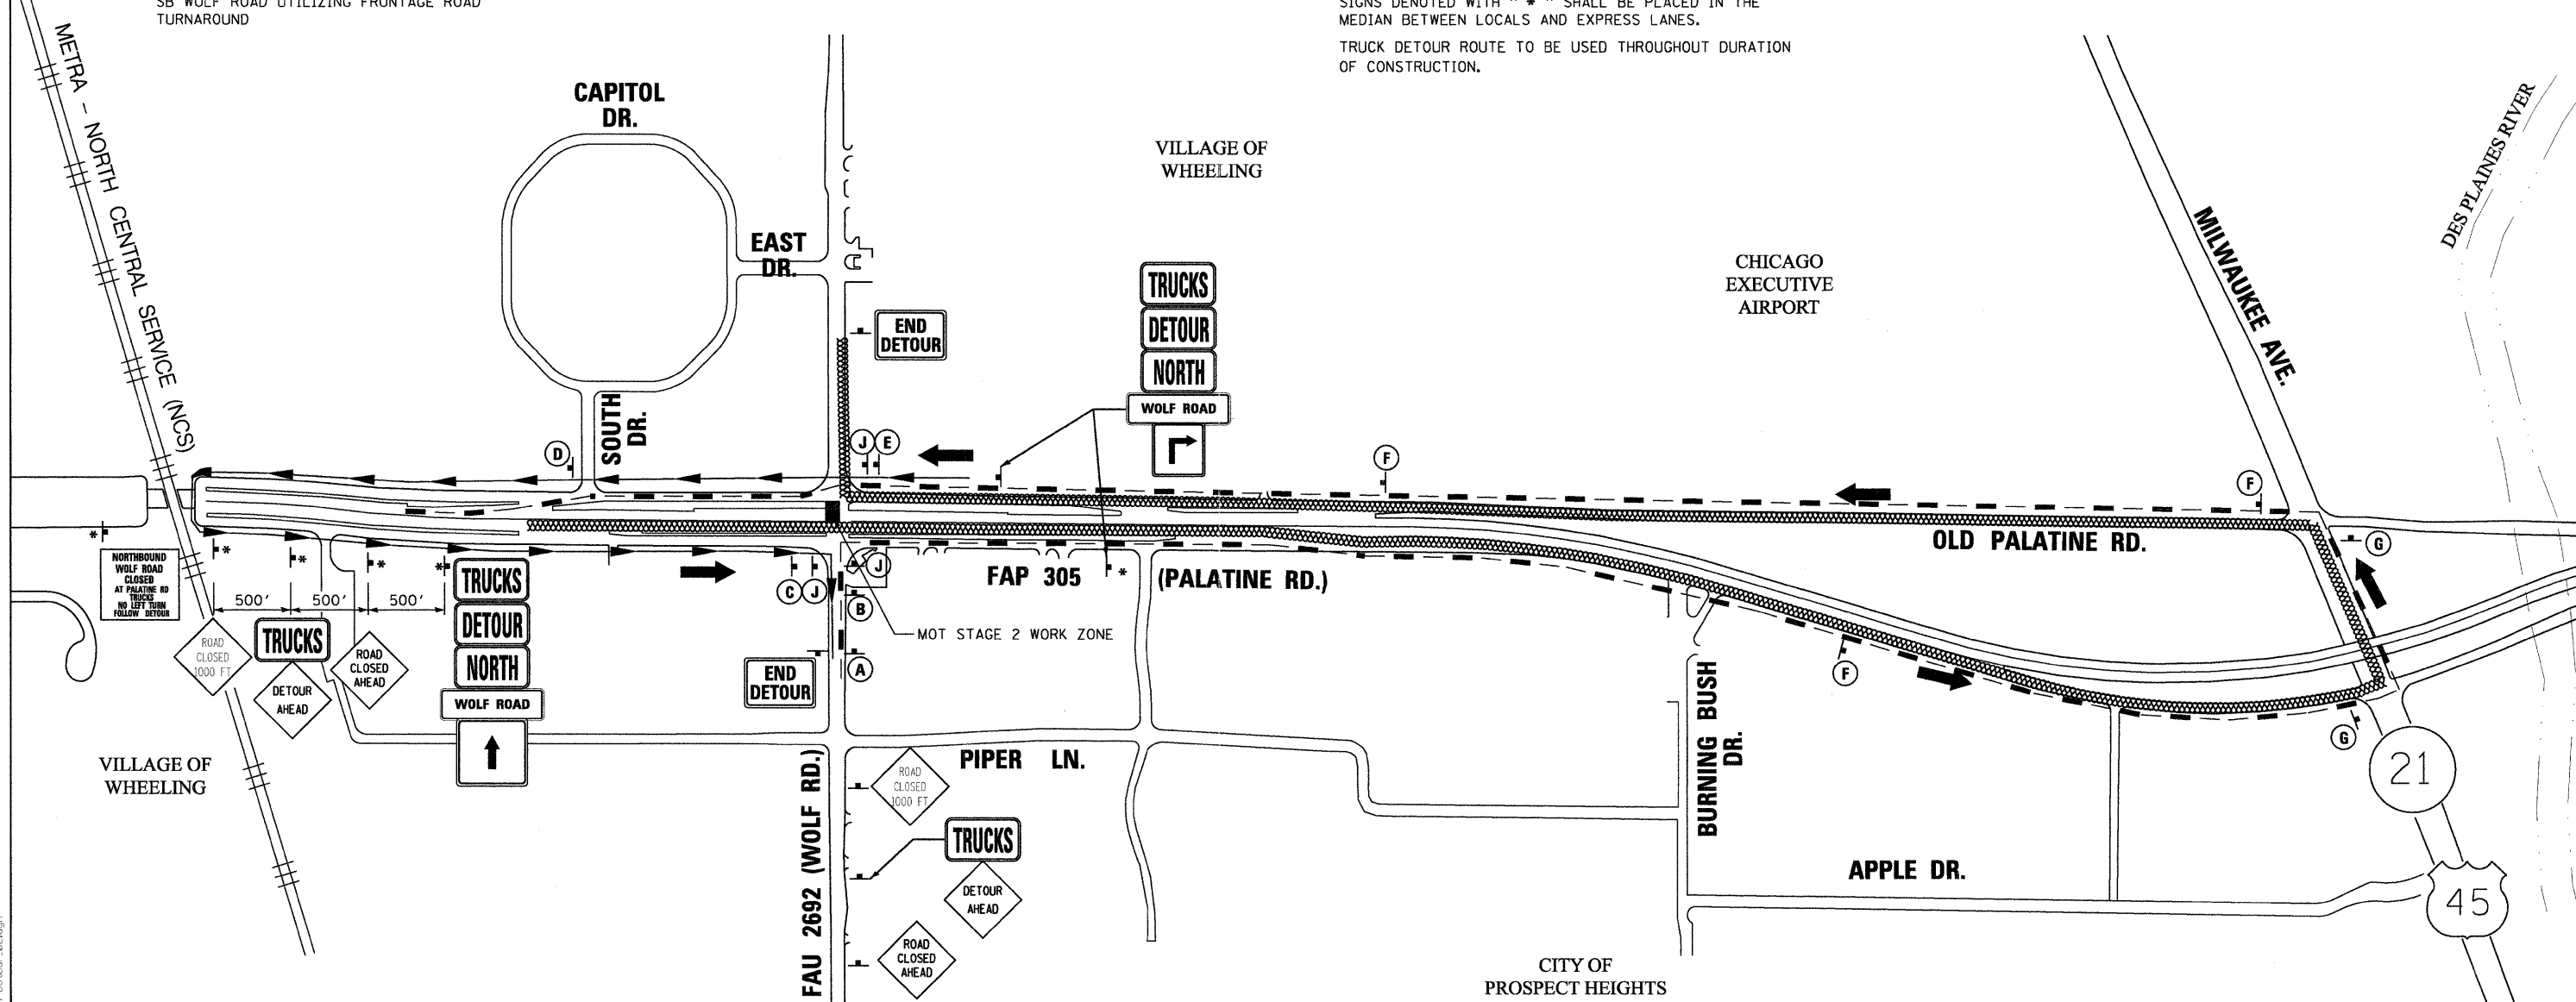 SB WOLF ROAD UTILIZING FRONTAGE ROAD
TURNAROUND
SIGNS DENOTED WITH " * " SHALL BE PLACED IN THE
MEDIAN BETWEEN LOCALS AND EXPRESS LANES.
TRUCK DETOUR ROUTE TO BE USED THROUGHOUT DURATION
OF CONSTRUCTION.
METRA - NORTH CENTRAL SERVICE (NCS)
CAPITOL
DR.
EAST
DR.
SOUTH
DR.
VILLAGE OF
WHEELING
CHICAGO
EXECUTIVE
AIRPORT
MILWAUKEE AVE.
DES PLAINES RIVER
END
DETOUR
TRUCKS
DETOUR
NORTH
WOLF ROAD
D
J
E
F
F
OLD PALATINE RD.
G
*
NORTHBOUND
WOLF ROAD
CLOSED
AT PALATINE RD
TRUCKS
NO LEFT TURN
FOLLOW DETOUR
*
*
*
*
500'
500'
500'
ROAD
CLOSED
1000 FT
TRUCKS
DETOUR
AHEAD
ROAD
CLOSED
AHEAD
TRUCKS
DETOUR
NORTH
WOLF ROAD
C
J
J
B
A
MOT STAGE 2 WORK ZONE
END
DETOUR
FAP 305
*
(PALATINE RD.)
F
G
VILLAGE OF
WHEELING
FAU 2692 (WOLF RD.)
PIPER LN.
ROAD
CLOSED
1000 FT
TRUCKS
DETOUR
AHEAD
ROAD
CLOSED
AHEAD
BURNING BUSH
DR.
APPLE DR.
21
45
CITY OF
PROSPECT HEIGHTS